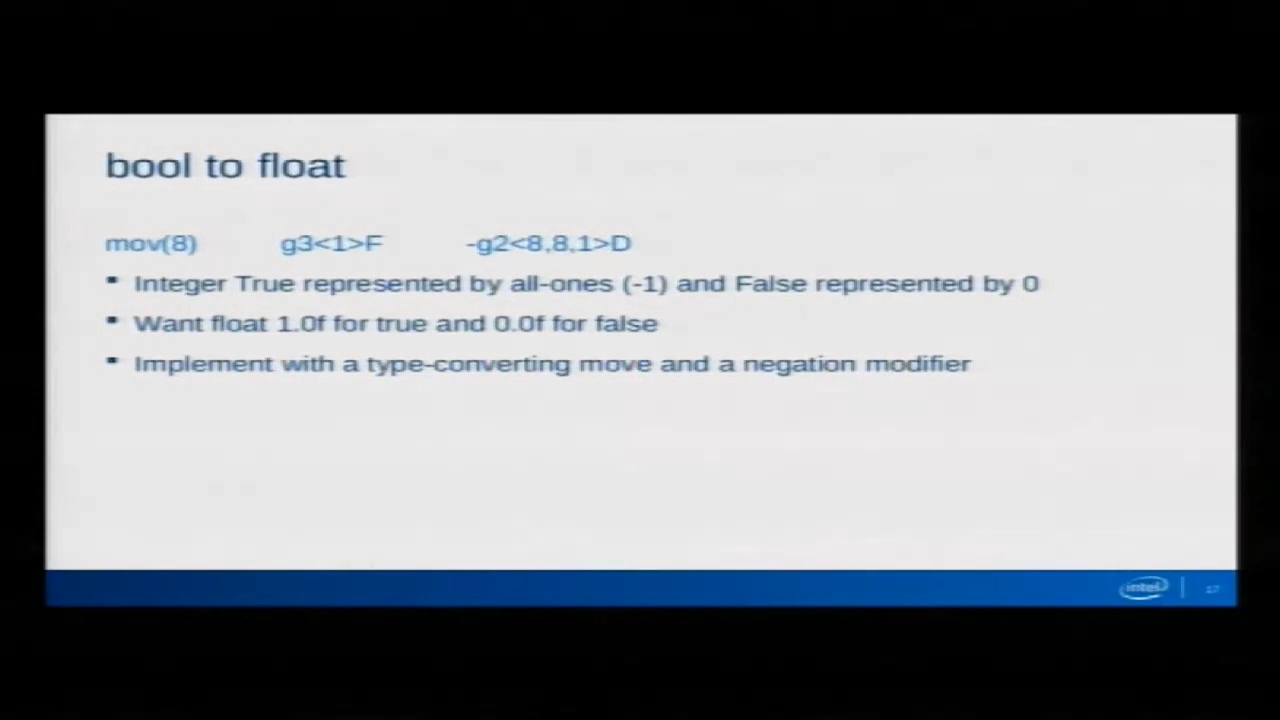 bool to float
mov(8) g3<1>F -g2<8,8,1>D
Integer True represented by all-ones (-1) and False represented by 0
Want float 1.0f for true and 0.0f for false
Implement with a type-converting move and a negation modifier
intel 17